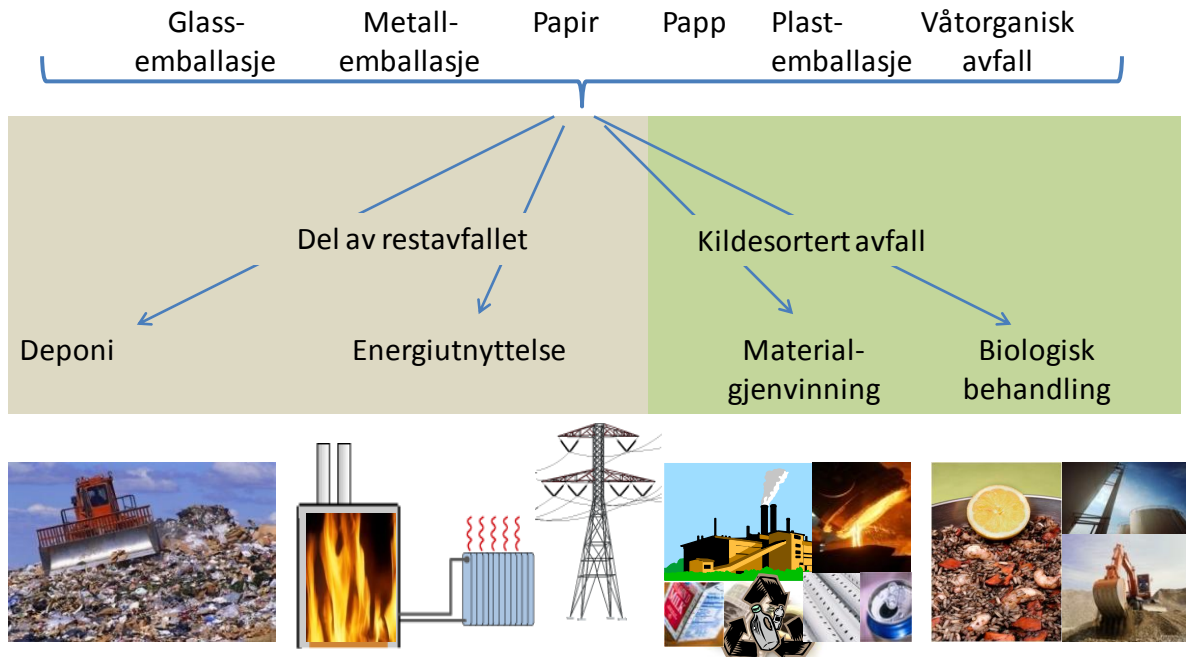 Glass-
emballasje
Metall-
emballasje
Papir
Papp
Plast-
emballasje
Våtorganisk
avfall
Del av restavfallet
Kildesortert avfall
Deponi
Energiutnyttelse
Material-
gjenvinning
Biologisk
behandling